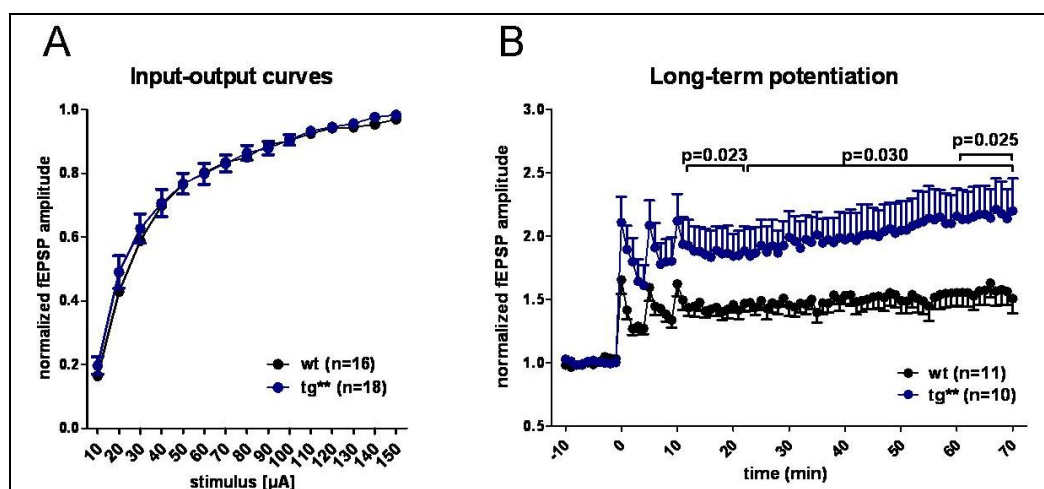 A
Input-output curves
normalized fEPSP amplitude
1.0
0.8
0.6
0.4
0.2
0.0
wt (n=16)
tg** (n=18)
10 20 30 40 50 60 70 80 90 100 110 120 130 140 150
stimulus [µA]
B
Long-term potentiation
normalized fEPSP amplitude
3.0
2.5
2.0
1.5
1.0
0.5
p=0.023
p=0.030
p=0.025
wt (n=11)
tg** (n=10)
-10 0 10 20 30 40 50 60 70
time (min)